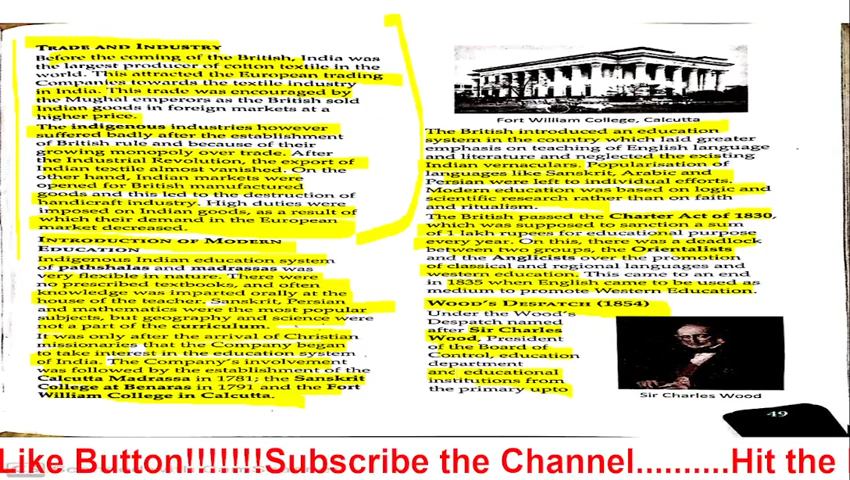 TRADE AND INDUSTRY
Before the coming of the British, India was
the largest producer of cotton textile in the
world. This attracted the European trading
Companies towards the textile industry
in India. This trade was encouraged by
the Mughal emperors as the British sold
Indian goods in foreign markets at a
higher price.
The indigenous industries however
suffered badly after the establishment
of British rule and because of their
growing monopoly over trade. After
the Industrial Revolution, the export of
Indian textile almost vanished. On the
other hand, Indian markets were
opened for British manufactured
goods and this led to the destruction of
handicraft industry. High duties were
imposed on Indian goods, as a result of
which their demand in the European
market decreased.
INTRODUCTION OF MODERN
EDUCATION
Indigenous Indian education system
of pathshalas and madrassas was
very flexible in nature. There were
no prescribed textbooks, and often
knowledge was imparted orally at the
house of the teacher. Sanskrit, Persian
and mathematics were the most popular
subjects, but geography and science were
not a part of the curriculum.
It was only after the arrival of Christian
missionaries that the Company began
to take interest in the education system
of India. The Company's involvement
was followed by the establishment of the
Calcutta Madrassa in 1781; the Sanskrit
College at Benaras in 1791 and the Fort
William College in Calcutta.
Fort William College, Calcutta
The British introduced an education
system in the country which laid greater
emphasis on teaching of English language
and literature and neglected the existing
Indian vernaculars. Popularisation of
languages like Sanskrit, Arabic and
Persian were left to individual efforts.
Modern education was based on logic and
scientific research rather than on faith
and ritualism.
The British passed the Charter Act of 1830,
which was supposed to sanction a sum
of 1 lakh rupees for educational purpose
every year. On this, there was a deadlock
between two groups, the Orientalists
and the Anglicists over the promotion
of classical and regional languages and
western education. This came to an end
in 1835 when English came to be used as
medium to promote Western Education.
WOOD'S DESPATCH (1854)
Under the Wood's
Despatch named
after Sir Charles
Wood, President
of the Board of
Control, education
department
and educational
institutions from
the primary upto
Sir Charles Wood
49
Like Button!!!!!!!Subscribe the Channel..........Hit the